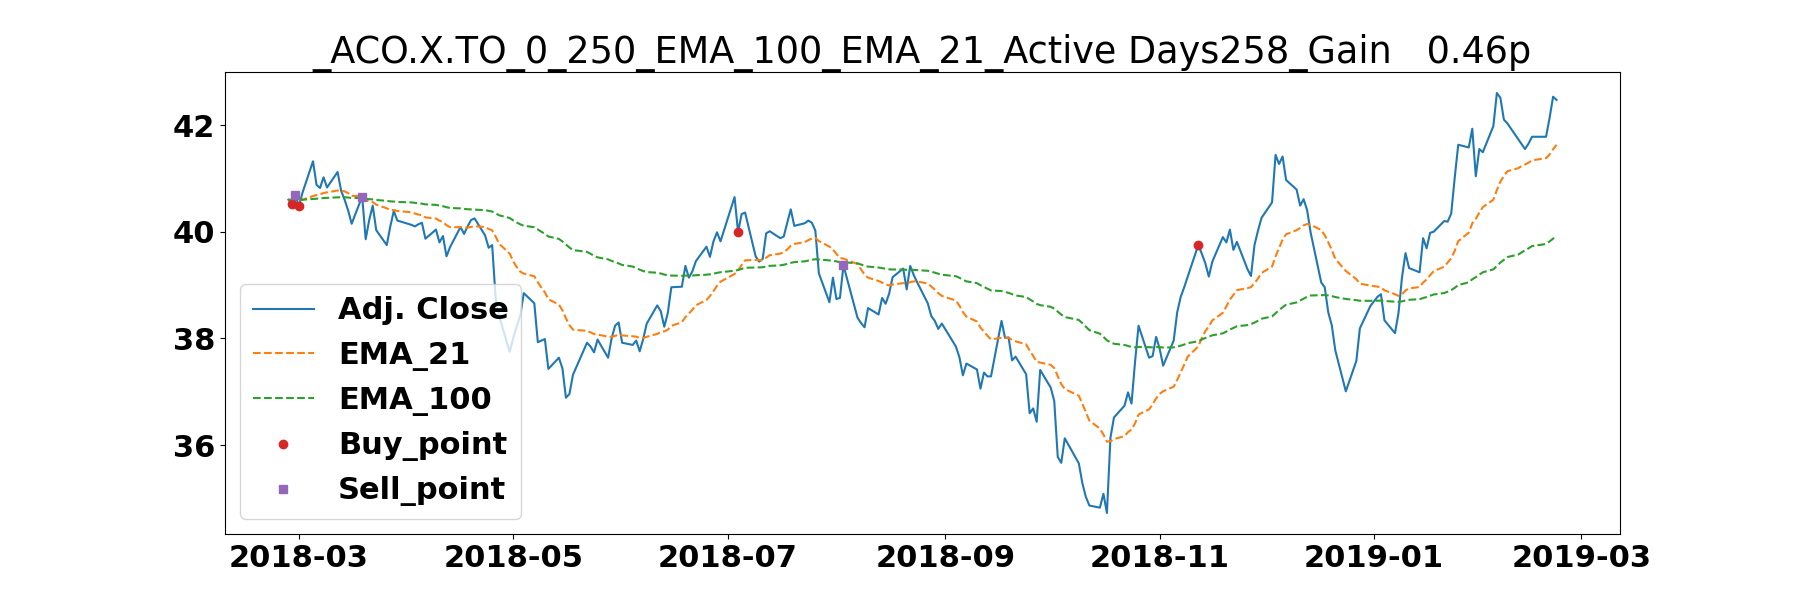 _ACO.X.TO_0_250_EMA_100_EMA_21_Active Days258_Gain   0.46p
42
40
38
36
Adj. Close
EMA_21
EMA_100
Buy_point
Sell_point
2018-03 2018-05 2018-07 2018-09 2018-11 2019-01 2019-03